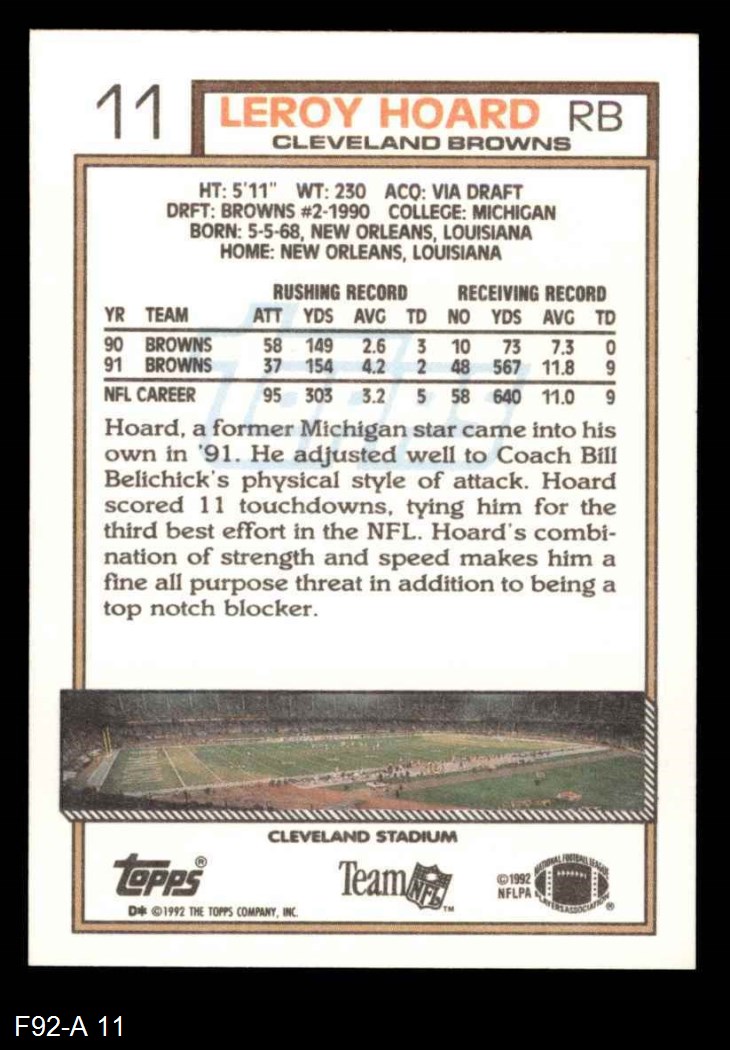 11
LEROY HOARD RB
CLEVELAND BROWNS
HT: 5'11" WT: 230 ACQ: VIA DRAFT
DRFT: BROWNS #2-1990 COLLEGE: MICHIGAN
BORN: 5-5-68, NEW ORLEANS, LOUISIANA
HOME: NEW ORLEANS, LOUISIANA
RUSHING RECORD RECEIVING RECORD
YR TEAM ATT YDS AVG TD NO YDS AVG TD
90 BROWNS 58 149 2.6 3 10 73 7.3 0
91 BROWNS 37 154 4.2 2 48 567 11.8 9
NFL CAREER 95 303 3.2 5 58 640 11.0 9
Topps
Hoard, a former Michigan star came into his
own in '91. He adjusted well to Coach Bill
Belichick's physical style of attack. Hoard
scored 11 touchdowns, tying him for the
third best effort in the NFL. Hoard's combi-
nation of strength and speed makes him a
fine all purpose threat in addition to being a
top notch blocker.
CLEVELAND STADIUM
Topps®
D* ©1992 THE TOPPS COMPANY, INC.
Team NFL™
©1992
NFLPA
NATIONAL FOOTBALL LEAGUE
PLAYERS ASSOCIATION®
F92-A 11